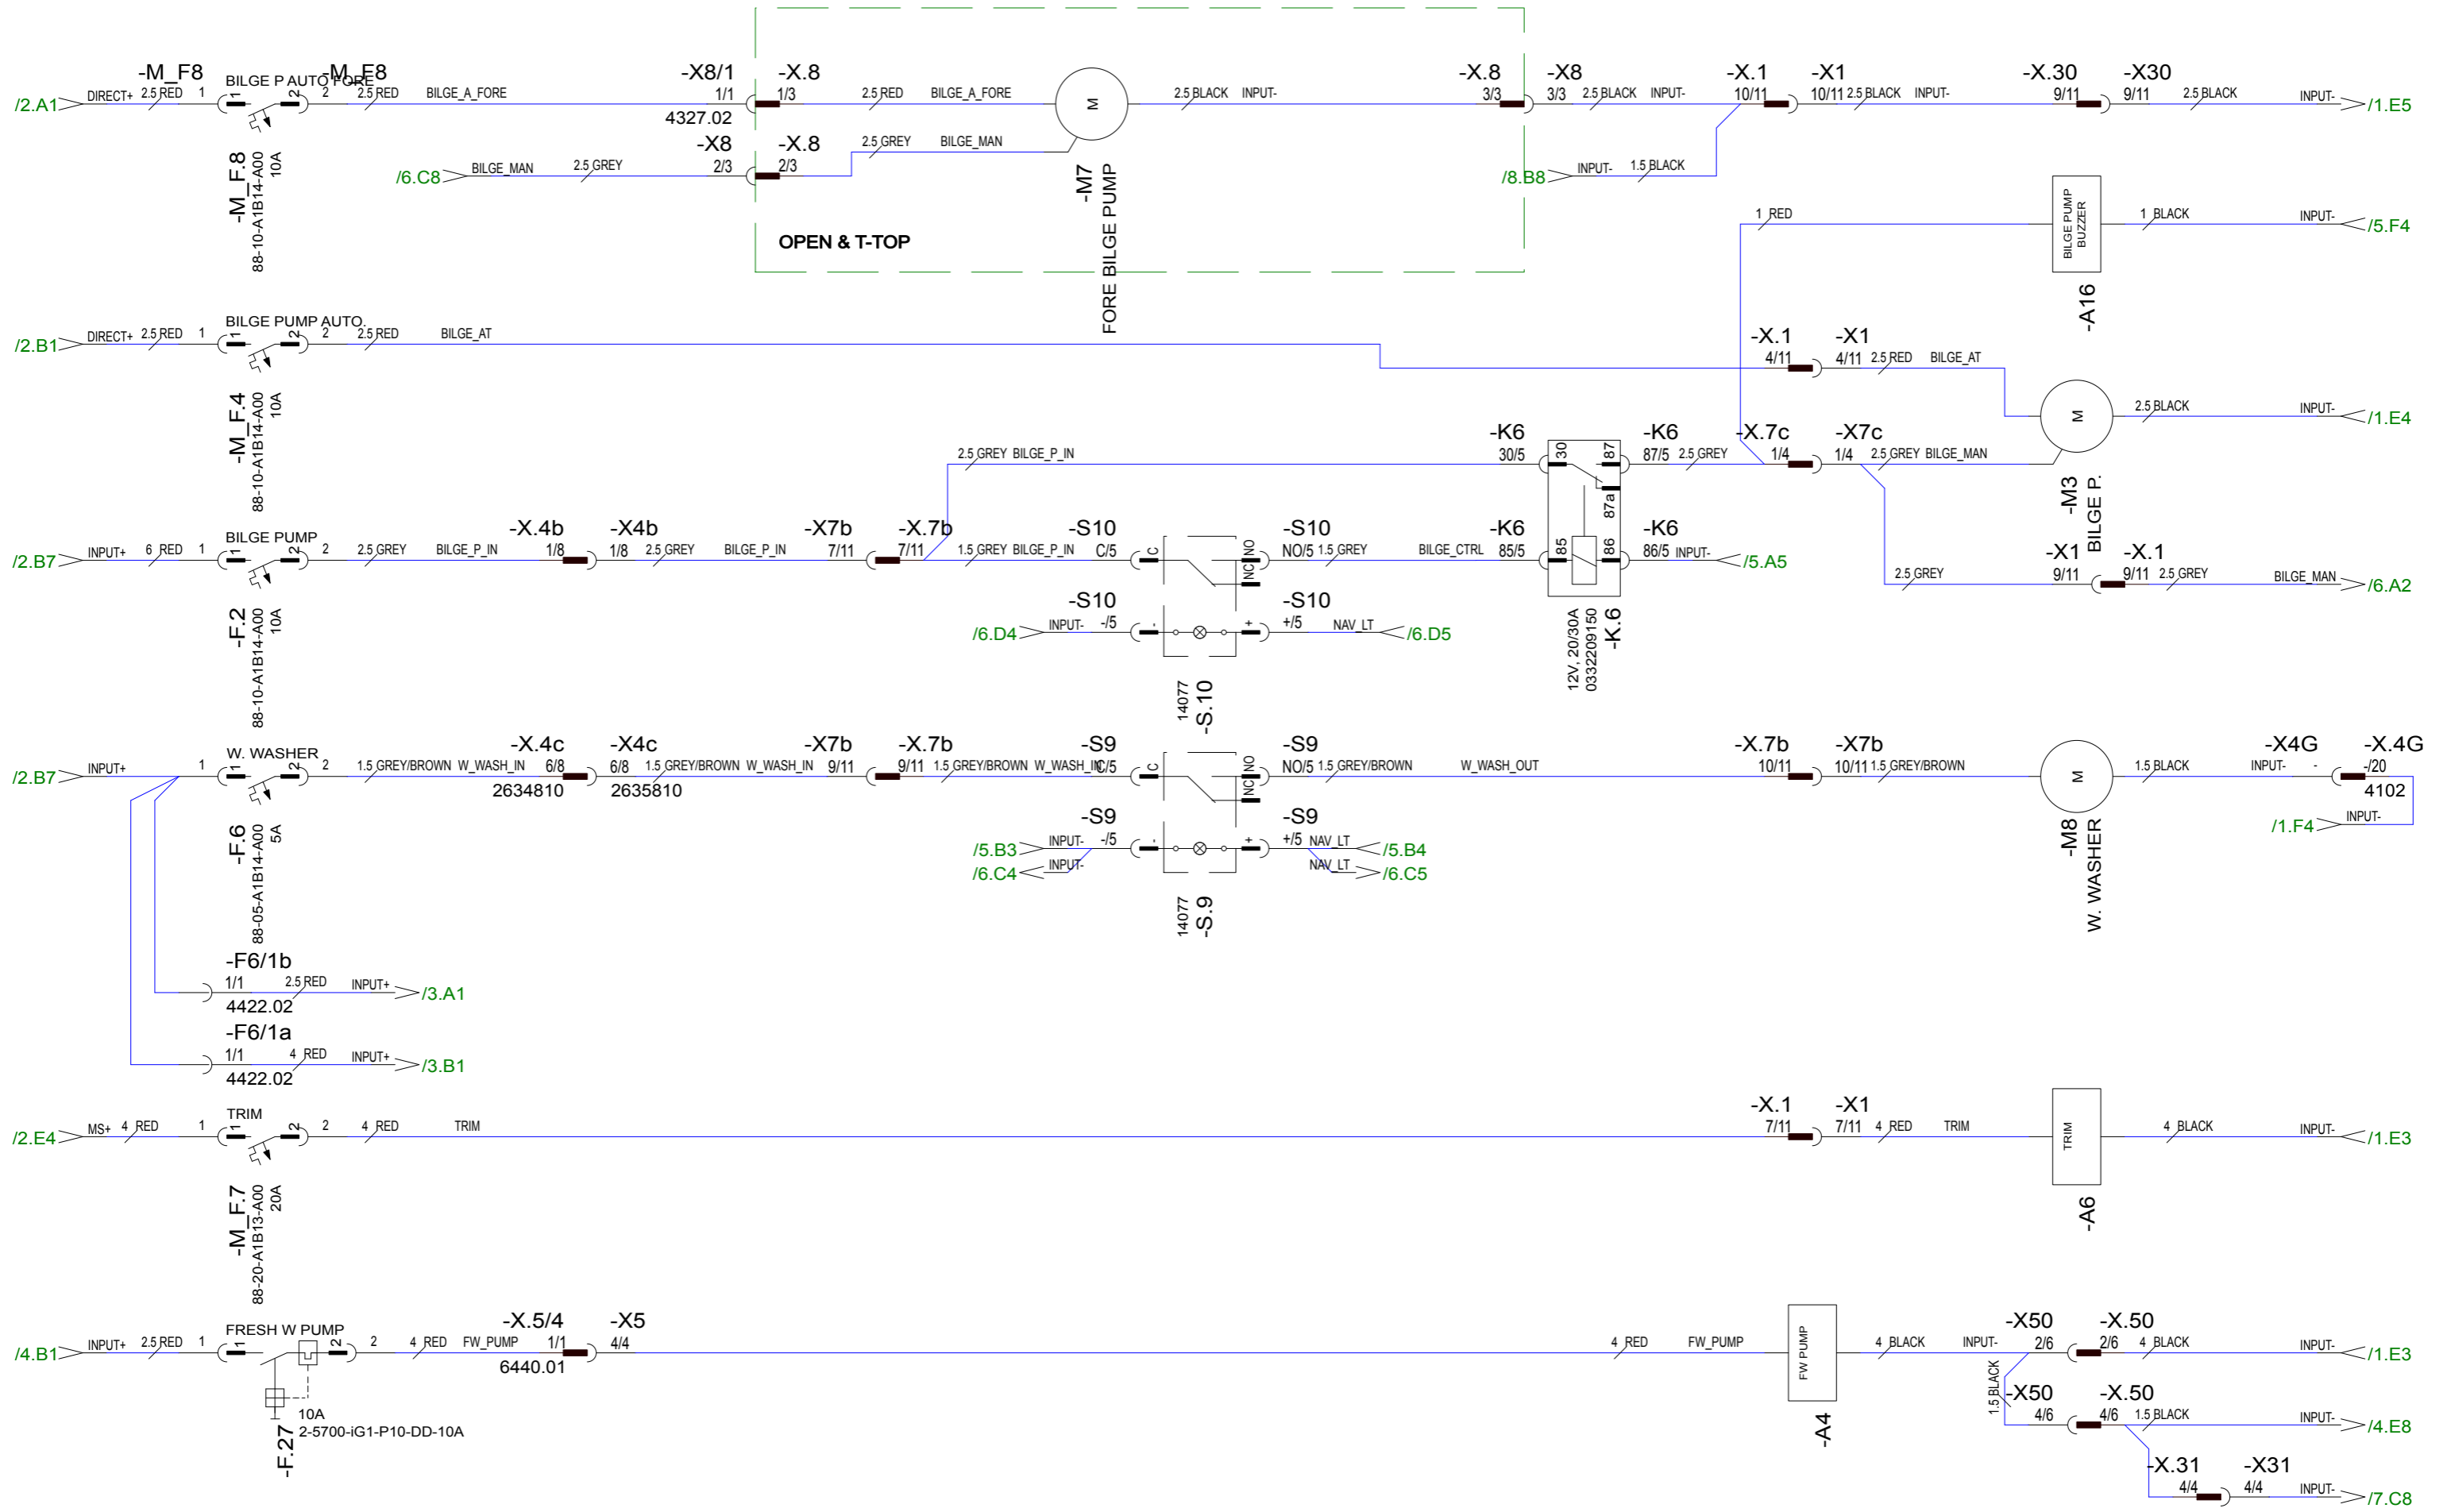 /2.A1
DIRECT+
2.5 RED
-M_F8
1
BILGE P AUTO FORE
1
2
-M_F8
2
2.5 RED
BILGE_A_FORE
-X8/1
1/1
4327.02
-X.8
1/3
2.5 RED
BILGE_A_FORE
M
2.5 BLACK
INPUT-
-X.8
3/3
-X8
3/3
2.5 BLACK
INPUT-
-X.1
10/11
-X1
10/11
2.5 BLACK
INPUT-
-X.30
9/11
-X30
9/11
2.5 BLACK
INPUT-
/1.E5
-M_F.8
88-10-A1B14-A00
10A
/6.C8
BILGE_MAN
2.5 GREY
-X8
2/3
-X.8
2/3
2.5 GREY
BILGE_MAN
-M7
FORE BILGE PUMP
OPEN & T-TOP
/8.B8
INPUT-
1.5 BLACK
1 RED
BILGE PUMP
BUZZER
1 BLACK
INPUT-
/5.F4
-A16
/2.B1
DIRECT+
2.5 RED
1
BILGE PUMP AUTO.
1
2
2
2.5 RED
BILGE_AT
-X.1
4/11
-X1
4/11
2.5 RED
BILGE_AT
M
2.5 BLACK
INPUT-
/1.E4
-M_F.4
88-10-A1B14-A00
10A
2.5 GREY
BILGE_P_IN
-K6
30/5
30
87
87a
-K6
87/5
2.5 GREY
-X.7c
1/4
-X7c
1/4
2.5 GREY
BILGE_MAN
-M3
BILGE P.
/2.B7
INPUT+
6 RED
1
BILGE PUMP
1
2
2
2.5 GREY
BILGE_P_IN
-X.4b
1/8
-X4b
1/8
2.5 GREY
BILGE_P_IN
-X7b
7/11
-X.7b
7/11
1.5 GREY
BILGE_P_IN
-S10
C/5
C
NO
NC
-S10
NO/5
1.5 GREY
BILGE_CTRL
-K6
85/5
85
86
-K6
86/5
INPUT-
/5.A5
-X1
9/11
-X.1
9/11
2.5 GREY
2.5 GREY
BILGE_MAN
/6.A2
-F.2
88-10-A1B14-A00
10A
/6.D4
INPUT-
-S10
-/5
-
+
-S10
+/5
NAV_LT
/6.D5
14077
-S.10
12V, 20/30A
0332209150
-K.6
/2.B7
INPUT+
1
W. WASHER
1
2
2
1.5 GREY/BROWN
W_WASH_IN
-X.4c
6/8
2634810
-X4c
6/8
2635810
1.5 GREY/BROWN
W_WASH_IN
-X7b
9/11
-X.7b
9/11
1.5 GREY/BROWN
W_WASH_IN
-S9
C/5
C
NO
NC
-S9
NO/5
1.5 GREY/BROWN
W_WASH_OUT
-X.7b
10/11
-X7b
10/11
1.5 GREY/BROWN
M
1.5 BLACK
INPUT-
-X4G
-
-X.4G
-/20
4102
/1.F4
INPUT-
-F.6
88-05-A1B14-A00
5A
/5.B3
INPUT-
/6.C4
INPUT-
-S9
-/5
-
+
-S9
+/5
NAV_LT
/5.B4
NAV_LT
/6.C5
14077
-S.9
-M8
W. WASHER
-F6/1b
1/1
4422.02
2.5 RED
INPUT+
/3.A1
-F6/1a
1/1
4422.02
4 RED
INPUT+
/3.B1
/2.E4
MS+
4 RED
1
TRIM
1
2
2
4 RED
TRIM
-X.1
7/11
-X1
7/11
4 RED
TRIM
TRIM
4 BLACK
INPUT-
/1.E3
-M_F.7
88-20-A1B13-A00
20A
-A6
/4.B1
INPUT+
2.5 RED
1
FRESH W PUMP
1
2
2
4 RED
FW_PUMP
-X.5/4
1/1
6440.01
-X5
4/4
4 RED
FW_PUMP
FW PUMP
4 BLACK
INPUT-
-X50
2/6
-X.50
2/6
4 BLACK
INPUT-
/1.E3
10A
2-5700-iG1-P10-DD-10A
-F.27
-A4
1.5 BLACK
-X50
4/6
-X.50
4/6
1.5 BLACK
INPUT-
/4.E8
-X.31
4/4
-X31
4/4
INPUT-
/7.C8